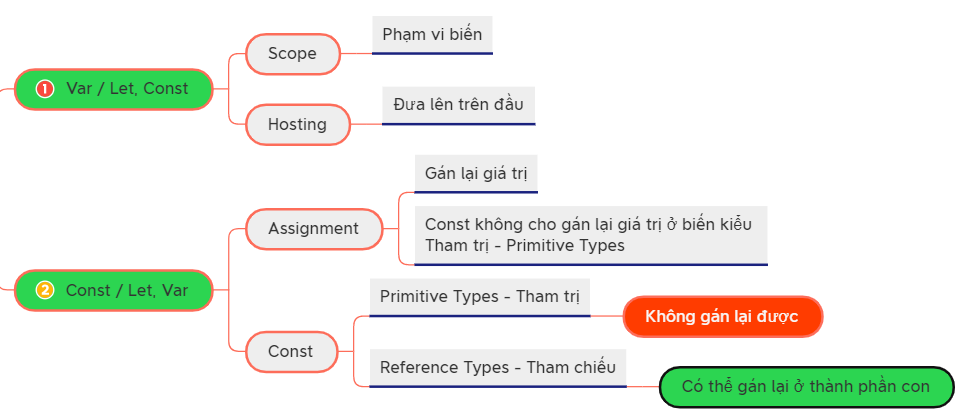 1 Var / Let, Const
Scope
Phạm vi biến
Hosting
Đưa lên trên đầu
2 Const / Let, Var
Assignment
Gán lại giá trị
Const không cho gán lại giá trị ở biến kiểu
Tham trị - Primitive Types
Const
Primitive Types - Tham trị
Không gán lại được
Reference Types - Tham chiếu
Có thể gán lại ở thành phần con